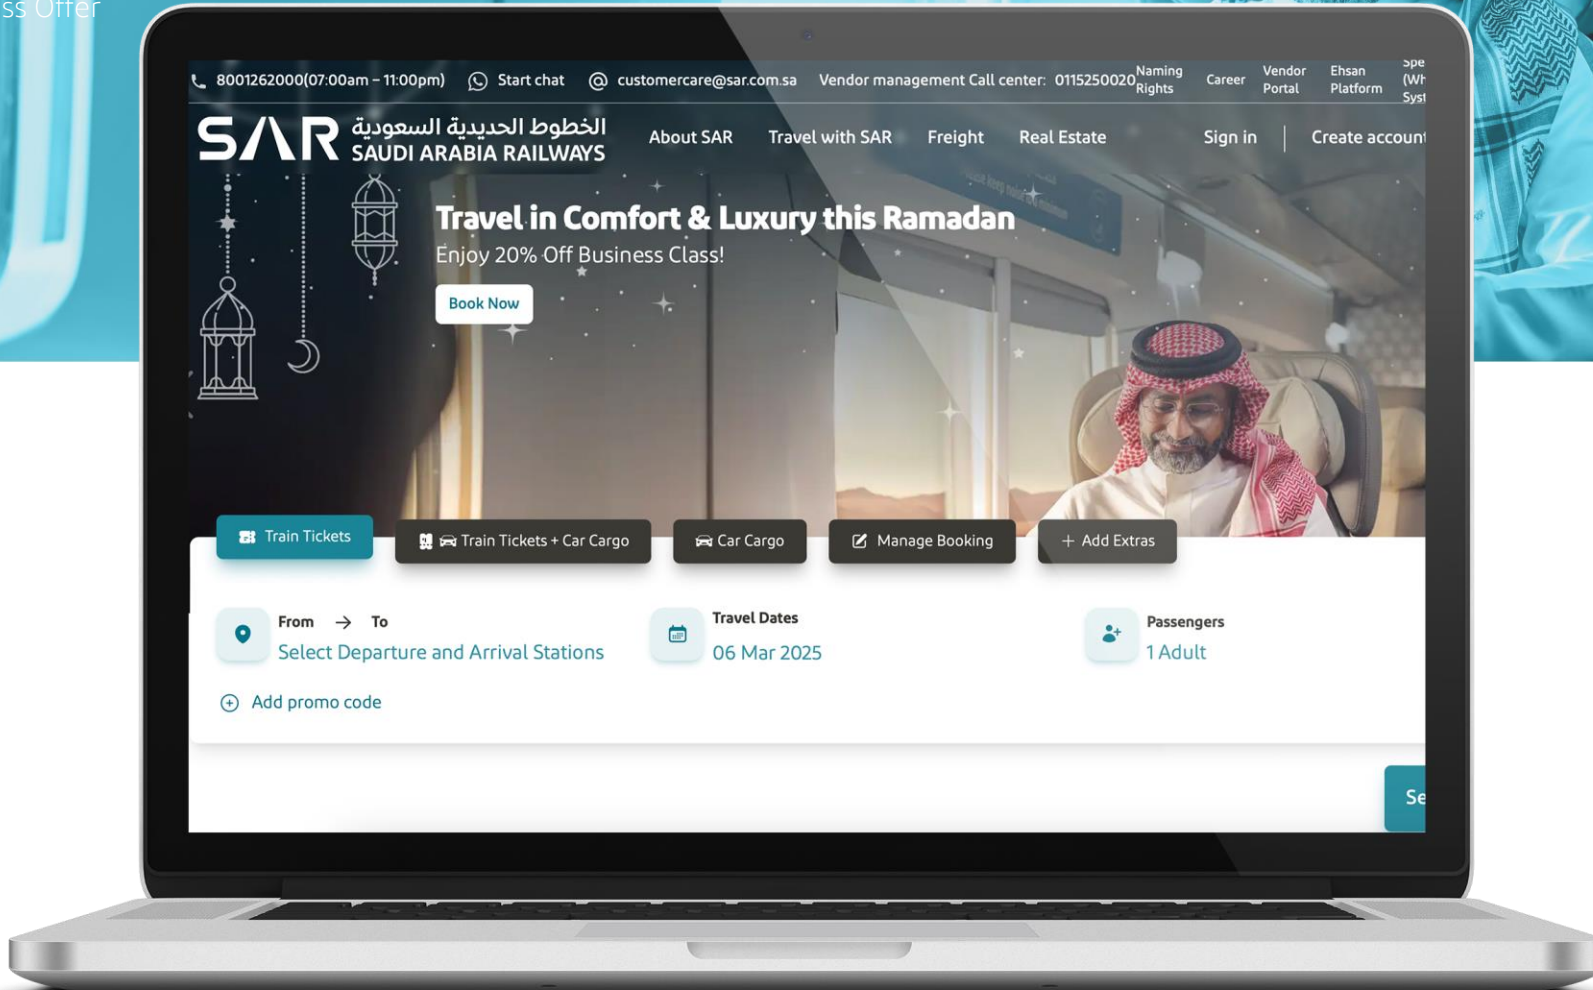 ss Offer
8001262000(07:00am – 11:00pm) Start chat customercare@sar.com.sa Vendor management Call center: 0115250020 Naming Rights Career Vendor Portal Ehsan Platform
SAR الخطوط الحديدية السعودية
SAUDI ARABIA RAILWAYS
About SAR Travel with SAR Freight Real Estate Sign in Create account
Travel in Comfort & Luxury this Ramadan
Enjoy 20% Off Business Class!
Book Now
Train Tickets Train Tickets + Car Cargo Car Cargo Manage Booking + Add Extras
From → To
Select Departure and Arrival Stations
Travel Dates
06 Mar 2025
Passengers
1 Adult
Add promo code
Se